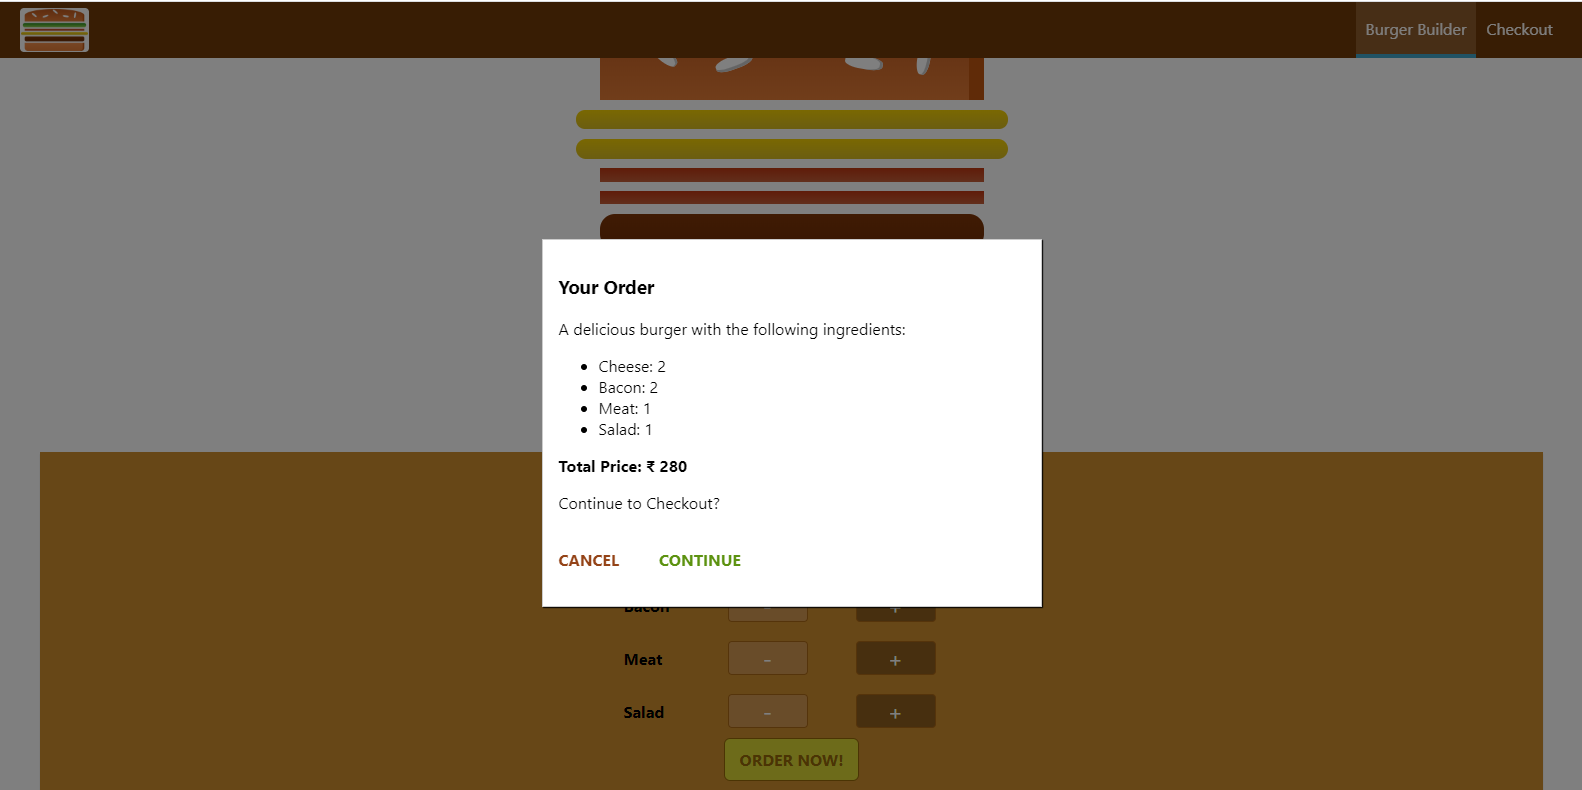 Burger Builder Checkout
Your Order
A delicious burger with the following ingredients:
• Cheese: 2
• Bacon: 2
• Meat: 1
• Salad: 1
Total Price: ₹ 280
Continue to Checkout?
CANCEL CONTINUE
Bacon - +
Meat - +
Salad - +
ORDER NOW!